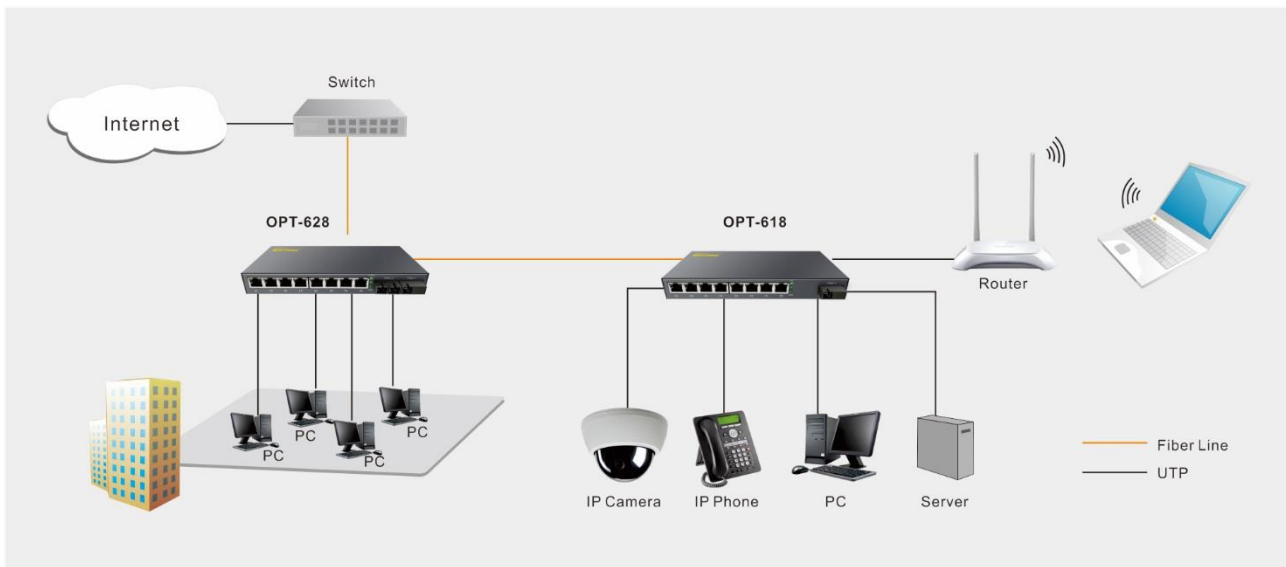 Switch
Internet
OPT-628
OPT-618
Router
PC
PC
PC
PC
IP Camera
IP Phone
PC
Server
Fiber Line
UTP